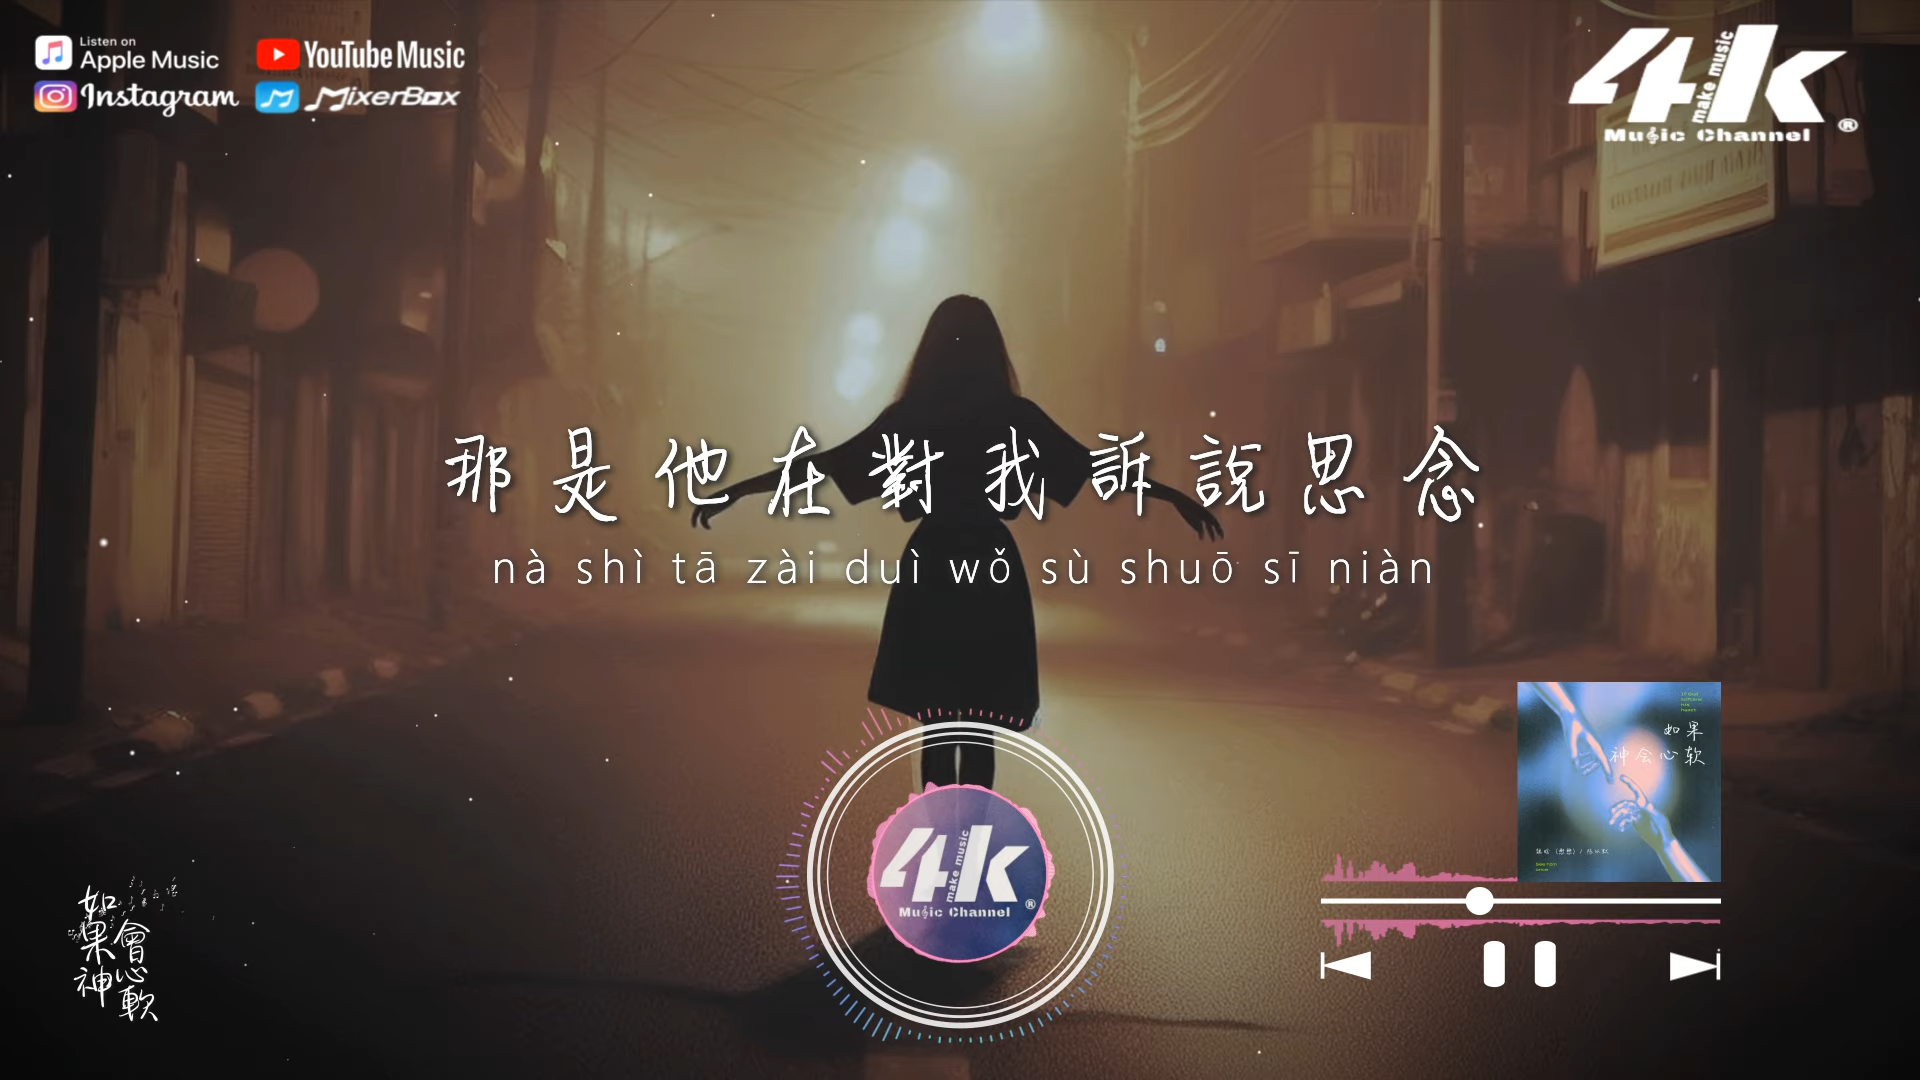 Listen on
Apple Music
YouTube Music
Instagram
MixerBox
4k
make music
Music Channel
®
那是他在對我訴說思念
nà shì tā zài duì wǒ sù shuō sī niàn
如果
神会心软
4k
make music
Music Channel
®
如果神
會心軟